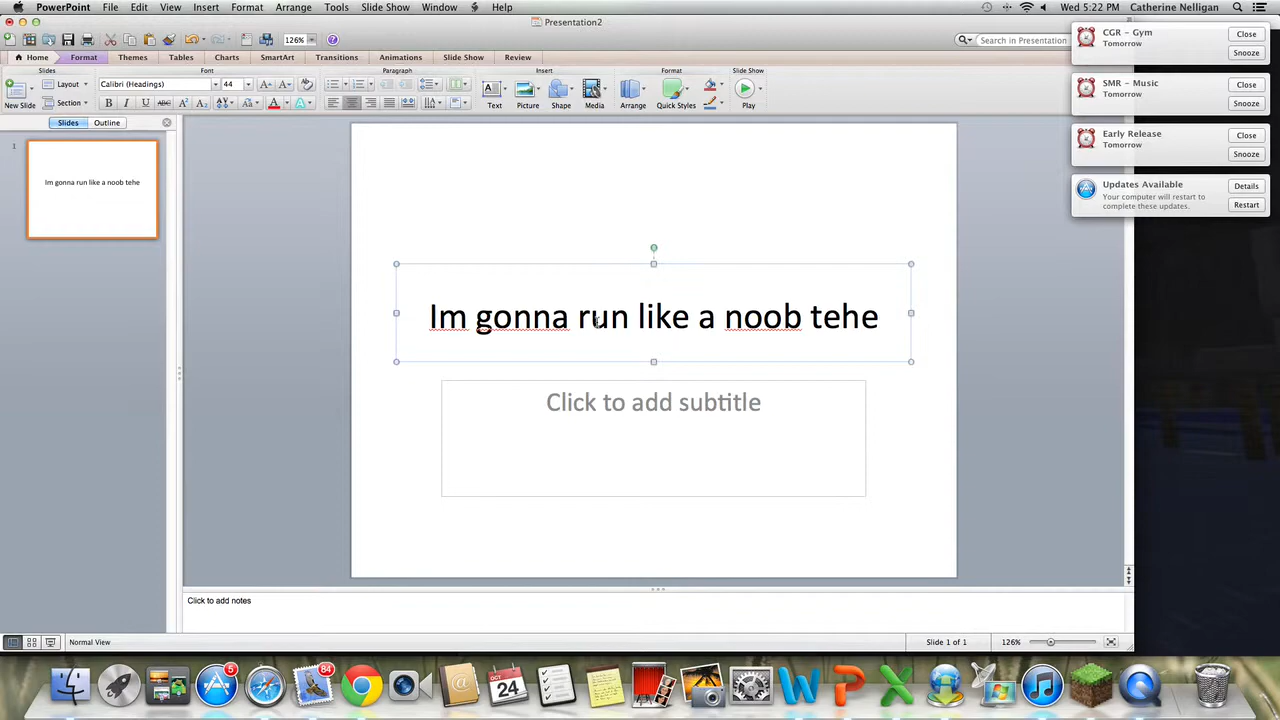 PowerPoint File Edit View Insert Format Arrange Tools Slide Show Window Help Wed 5:22 PM Catherine Nelligan
Presentation2
126% Search in Presentation
Home Format Themes Tables Charts SmartArt Transitions Animations Slide Show Review
Slides Font Paragraph Insert Format Slide Show
New Slide Layout Section Calibri (Headings) 44 Text Picture Shape Media Arrange Quick Styles Play
B I U ABC
Slides Outline
1
Im gonna run like a noob tehe
Im gonna run like a noob tehe
Click to add subtitle
Click to add notes
Normal View Slide 1 of 1 126%
CGR - Gym
Tomorrow
Close
Snooze
SMR - Music
Tomorrow
Close
Snooze
Early Release
Tomorrow
Close
Snooze
Updates Available
Your computer will restart to
complete these updates.
Details
Restart
5
84
OCT
24